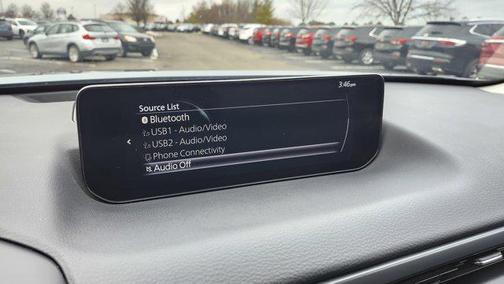 3:46pm
Source List
Bluetooth
USB1 - Audio/Video
USB2 - Audio/Video
Phone Connectivity
Audio Off